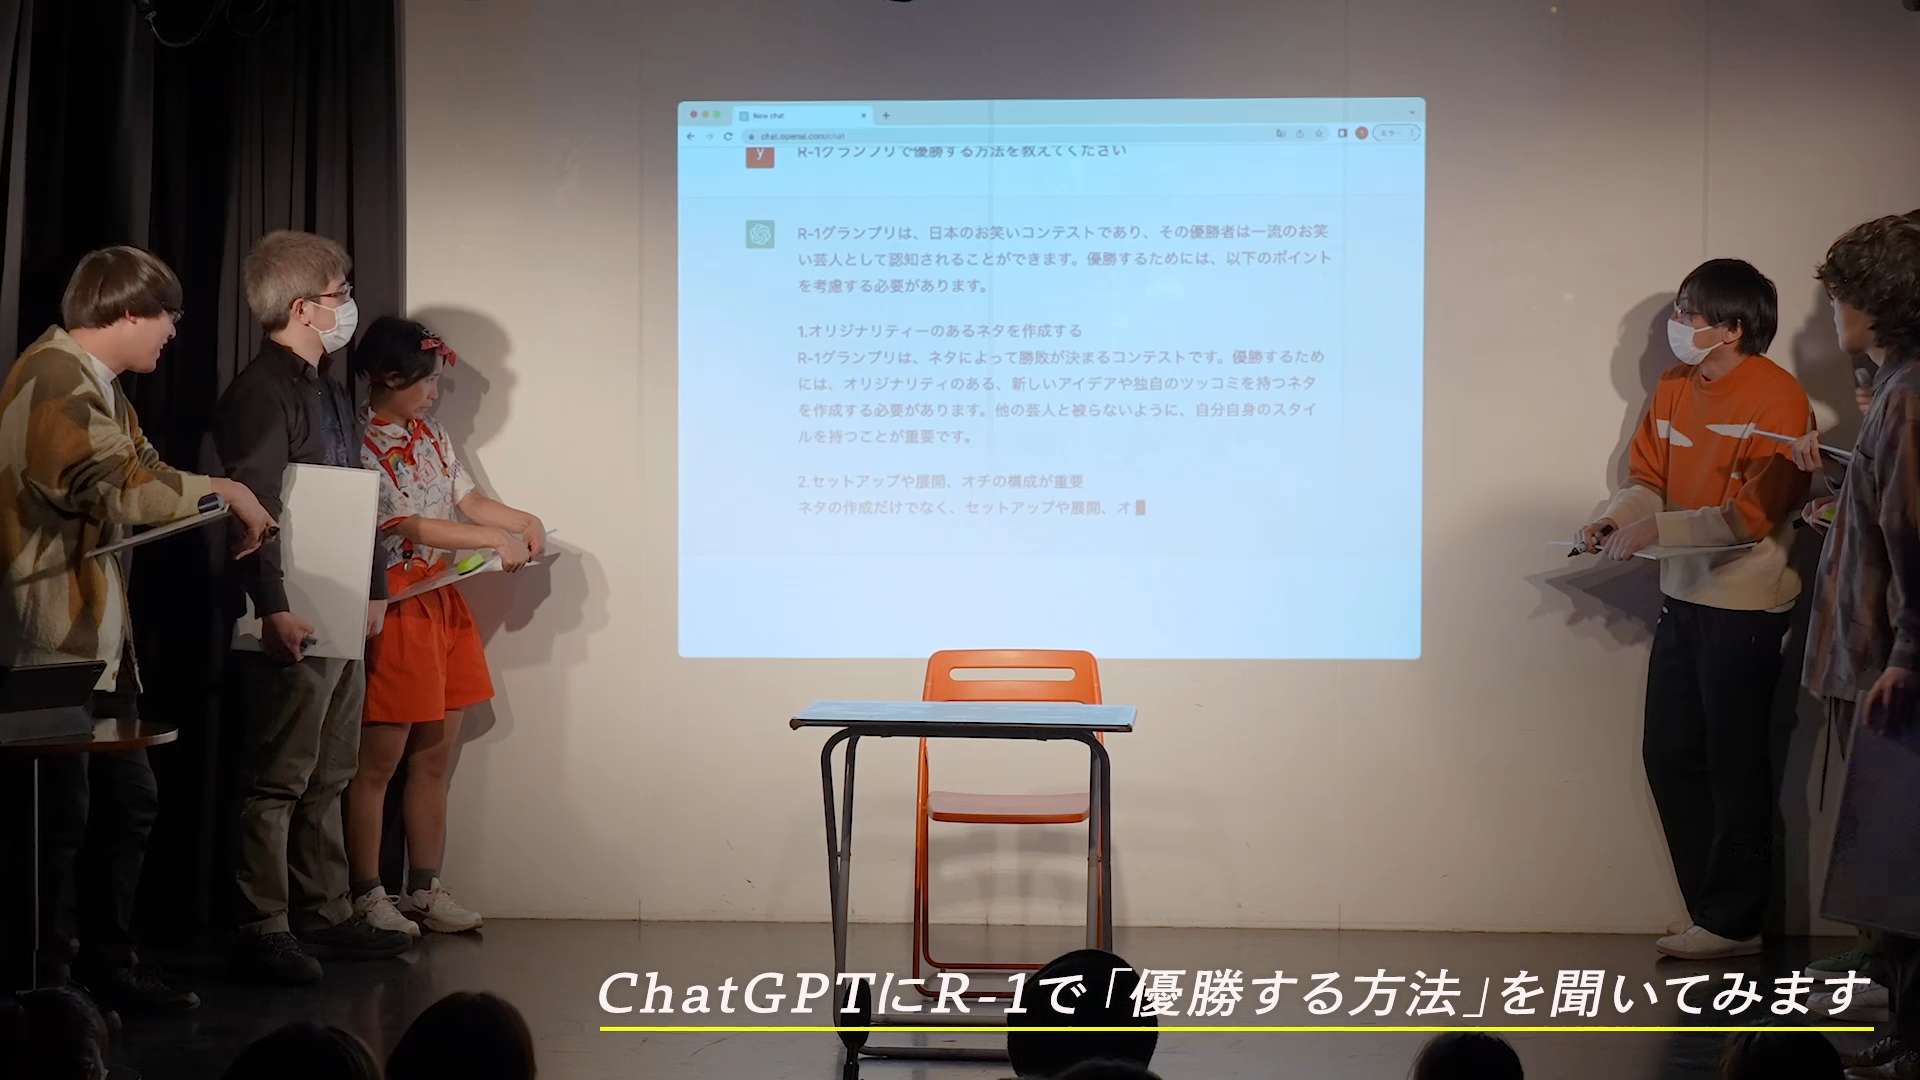 New chat
chat.openai.com/chat
R-1グランプリで優勝する方法を教えてください
R-1グランプリは、日本のお笑いコンテストであり、その優勝者は一流のお笑
い芸人として認知されることができます。優勝するためには、以下のポイント
を考慮する必要があります。
1.オリジナリティーのあるネタを作成する
R-1グランプリは、ネタによって勝敗が決まるコンテストです。優勝するため
には、オリジナリティのある、新しいアイデアや独自のツッコミを持つネタ
を作成する必要があります。他の芸人と被らないように、自分自身のスタイ
ルを持つことが重要です。
2.セットアップや展開、オチの構成が重要
ネタの作成だけでなく、セットアップや展開、オ
ChatGPTにR-1で「優勝する方法」を聞いてみます